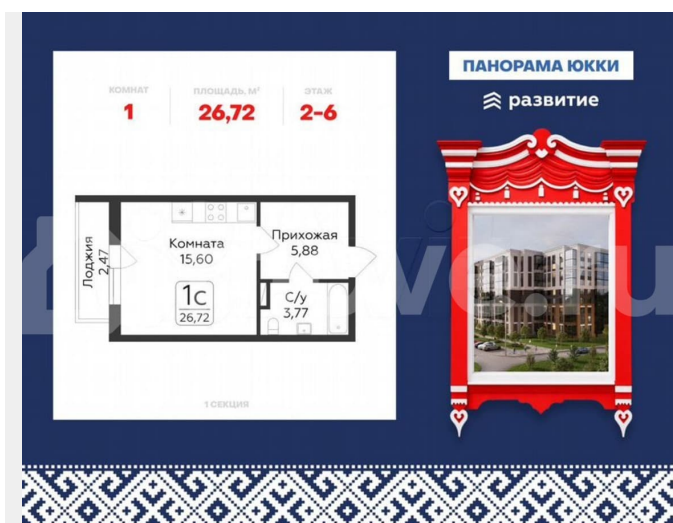 КОМНАТ
1
ПЛОЩАДЬ, М²
26,72
ЭТАЖ
2-6
ПАНОРАМА ЮККИ
развитие
Лоджия
2,47
Комната
15,60
Прихожая
5,88
1С
26,72
С/у
3,77
1 СЕКЦИЯ